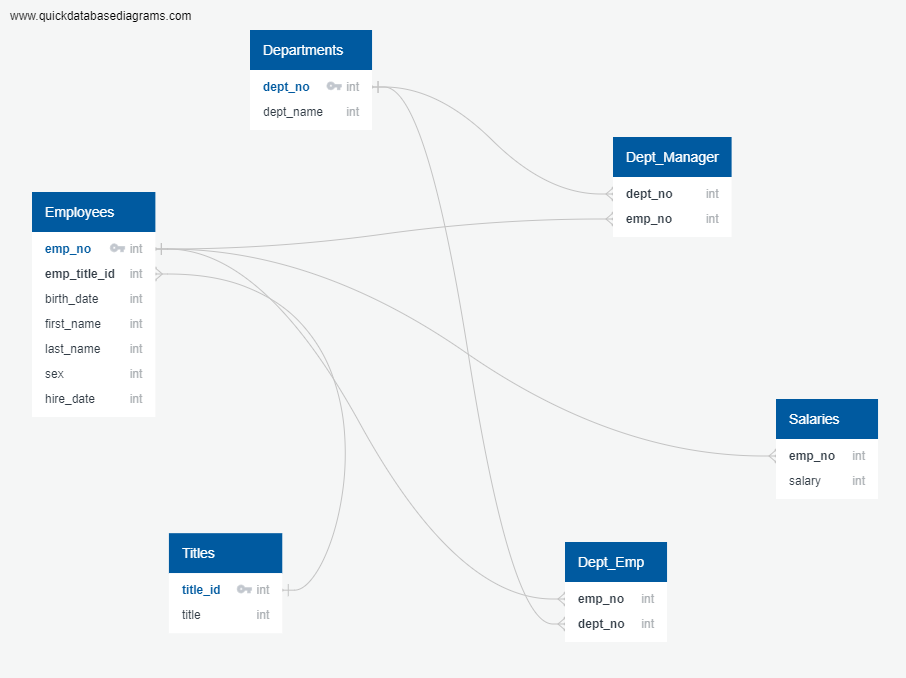 www.quickdatabasediagrams.com
Departments
dept_no int
dept_name int
Dept_Manager
dept_no int
emp_no int
Employees
emp_no int
emp_title_id int
birth_date int
first_name int
last_name int
sex int
hire_date int
Salaries
emp_no int
salary int
Titles
title_id int
title int
Dept_Emp
emp_no int
dept_no int